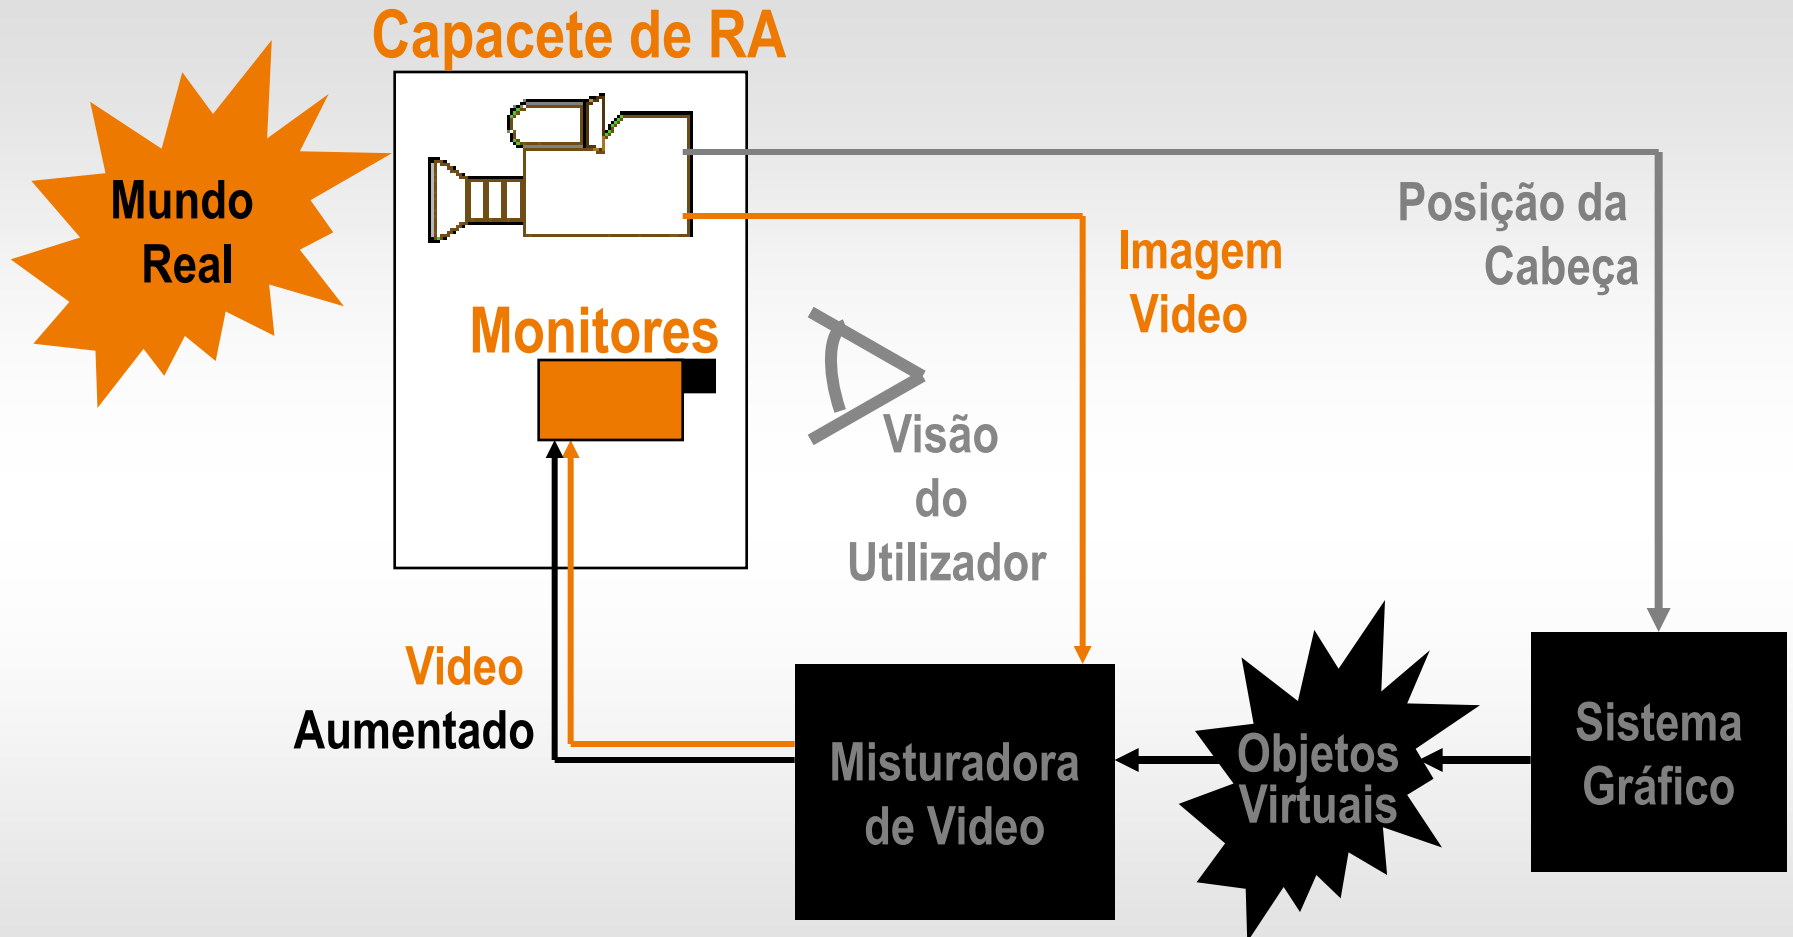 Capacete de RA
Mundo
Real
Posição da
Cabeça
Imagem
Video
Monitores
Visão
do
Utilizador
Video
Aumentado
Misturadora
de Video
Objetos
Virtuais
Sistema
Gráfico